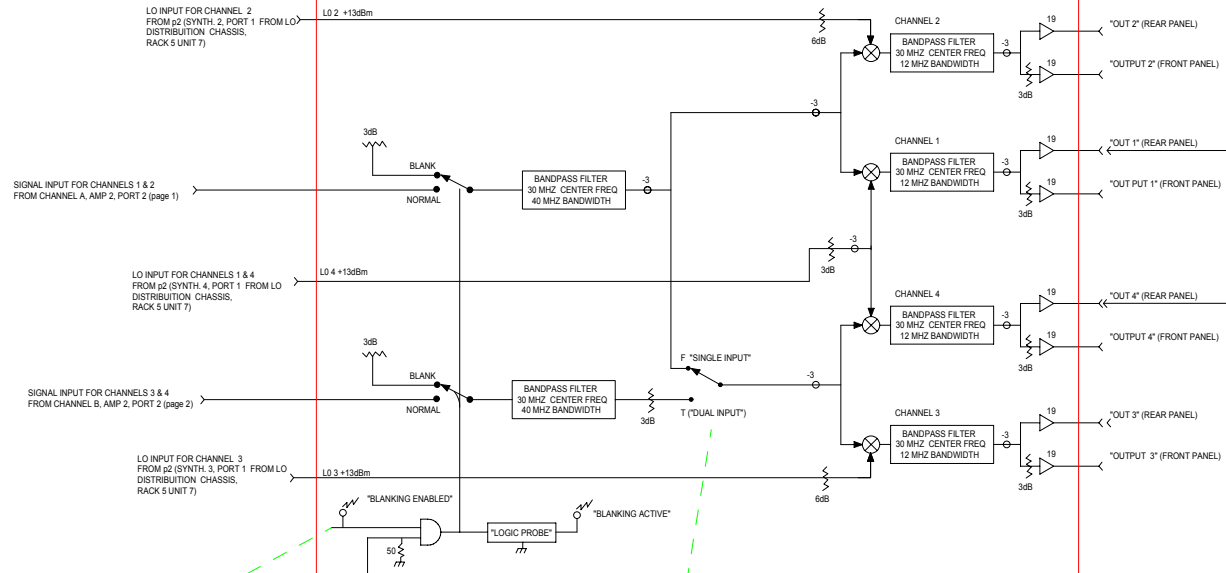 LO INPUT FOR CHANNEL 2
FROM p2 (SYNTH. 2, PORT 1 FROM LO
DISTRIBUITION CHASSIS,
RACK 5 UNIT 7)
L0 2 +13dBm
6dB
CHANNEL 2
BANDPASS FILTER
30 MHZ CENTER FREQ
12 MHZ BANDWIDTH
-3
19
"OUT 2" (REAR PANEL)
19
"OUTPUT 2" (FRONT PANEL)
3dB
-3
3dB
BLANK
NORMAL
SIGNAL INPUT FOR CHANNELS 1 & 2
FROM CHANNEL A, AMP 2, PORT 2 (page 1)
BANDPASS FILTER
30 MHZ CENTER FREQ
40 MHZ BANDWIDTH
-3
CHANNEL 1
BANDPASS FILTER
30 MHZ CENTER FREQ
12 MHZ BANDWIDTH
-3
19
"OUT 1" (REAR PANEL)
19
"OUT PUT 1" (FRONT PANEL)
3dB
LO INPUT FOR CHANNELS 1 & 4
FROM p2 (SYNTH. 4, PORT 1 FROM LO
DISTRIBUITION CHASSIS,
RACK 5 UNIT 7)
L0 4 +13dBm
3dB
-3
CHANNEL 4
BANDPASS FILTER
30 MHZ CENTER FREQ
12 MHZ BANDWIDTH
-3
19
"OUT 4" (REAR PANEL)
19
"OUTPUT 4" (FRONT PANEL)
3dB
3dB
BLANK
NORMAL
SIGNAL INPUT FOR CHANNELS 3 & 4
FROM CHANNEL B, AMP 2, PORT 2 (page 2)
BANDPASS FILTER
30 MHZ CENTER FREQ
40 MHZ BANDWIDTH
3dB
F "SINGLE INPUT"
T ("DUAL INPUT")
-3
CHANNEL 3
BANDPASS FILTER
30 MHZ CENTER FREQ
12 MHZ BANDWIDTH
-3
19
"OUT 3" (REAR PANEL)
19
"OUTPUT 3" (FRONT PANEL)
3dB
LO INPUT FOR CHANNEL 3
FROM p2 (SYNTH. 3, PORT 1 FROM LO
DISTRIBUITION CHASSIS,
RACK 5 UNIT 7)
L0 3 +13dBm
6dB
"BLANKING ENABLED"
50
"LOGIC PROBE"
"BLANKING ACTIVE"